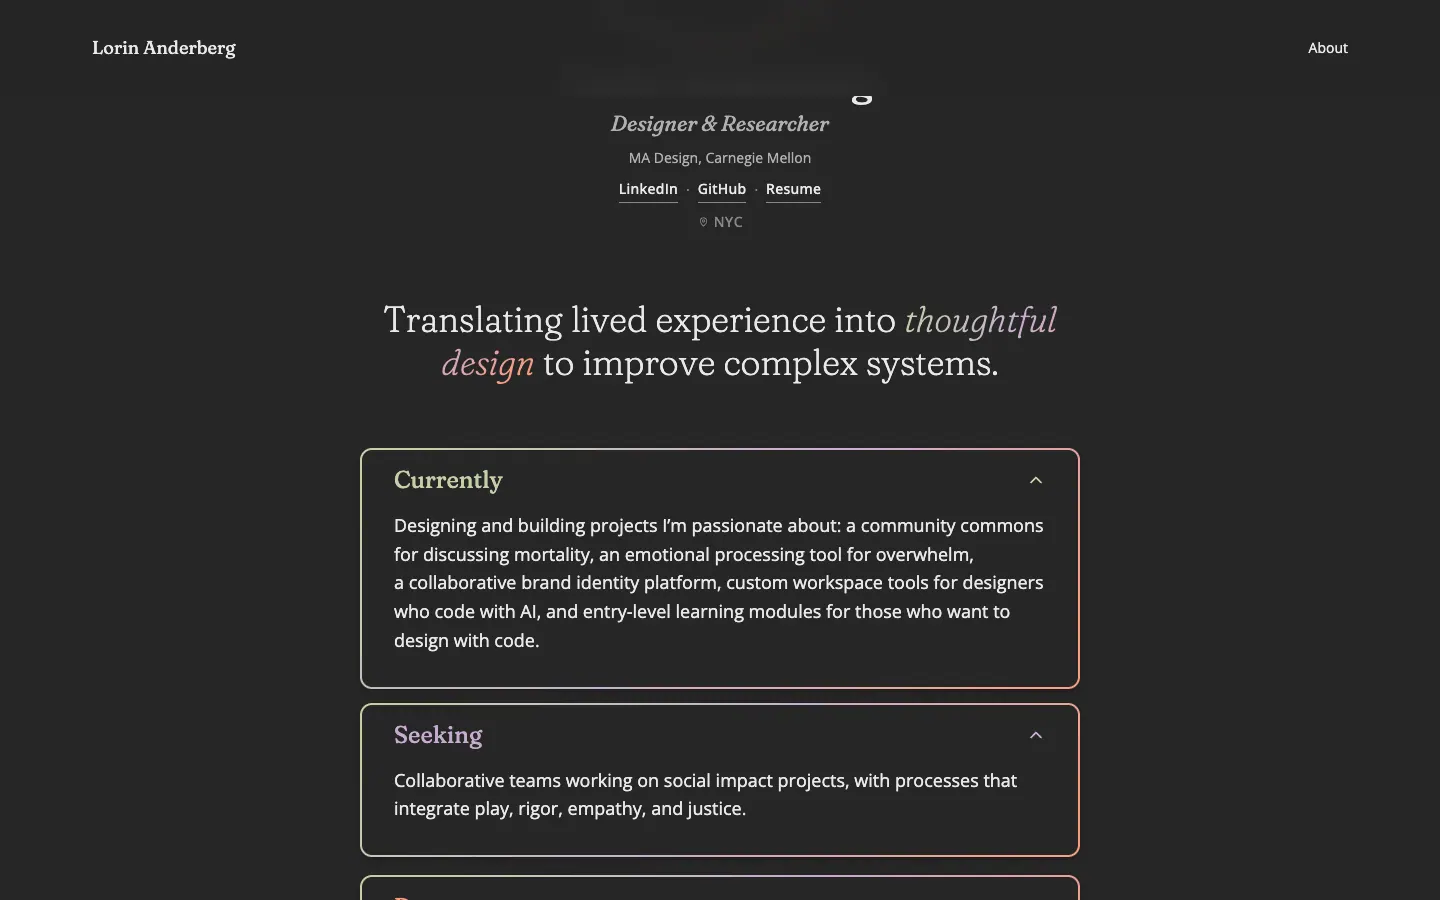 Lorin Anderberg
About
Designer & Researcher
MA Design, Carnegie Mellon
LinkedIn · GitHub · Resume
NYC
Translating lived experience into thoughtful
design to improve complex systems.
Currently
Designing and building projects I’m passionate about: a community commons
for discussing mortality, an emotional processing tool for overwhelm,
a collaborative brand identity platform, custom workspace tools for designers
who code with AI, and entry-level learning modules for those who want to
design with code.
Seeking
Collaborative teams working on social impact projects, with processes that
integrate play, rigor, empathy, and justice.